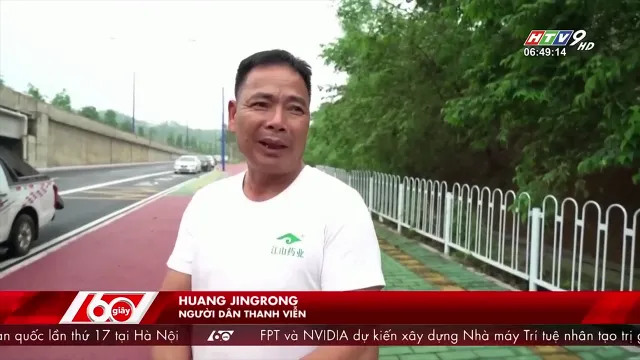 HTV9 HD
06:49:14
江山药业
HUANG JINGRONG
60 giây
NGƯỜI DÂN THANH VIỄN
an quốc lần thứ 17 tại Hà Nội
FPT và NVIDIA dự kiến xây dựng Nhà máy Trí tuệ nhân tạo trị